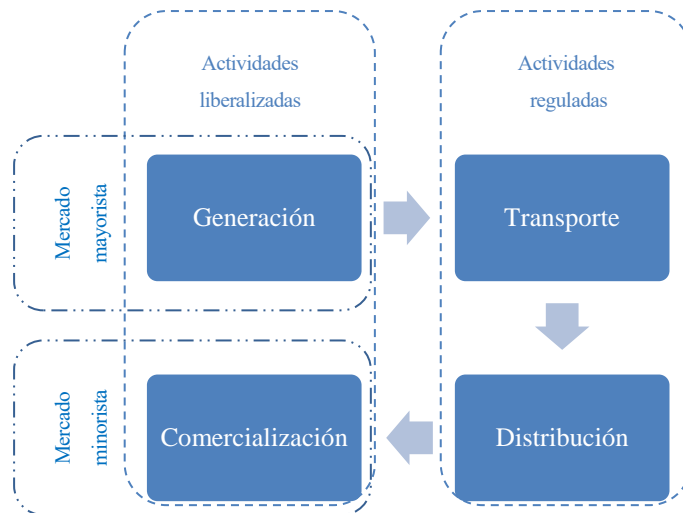 Actividades
liberalizadas
Actividades
reguladas
Mercado
mayorista
Generación
Transporte
Mercado
minorista
Comercialización
Distribución